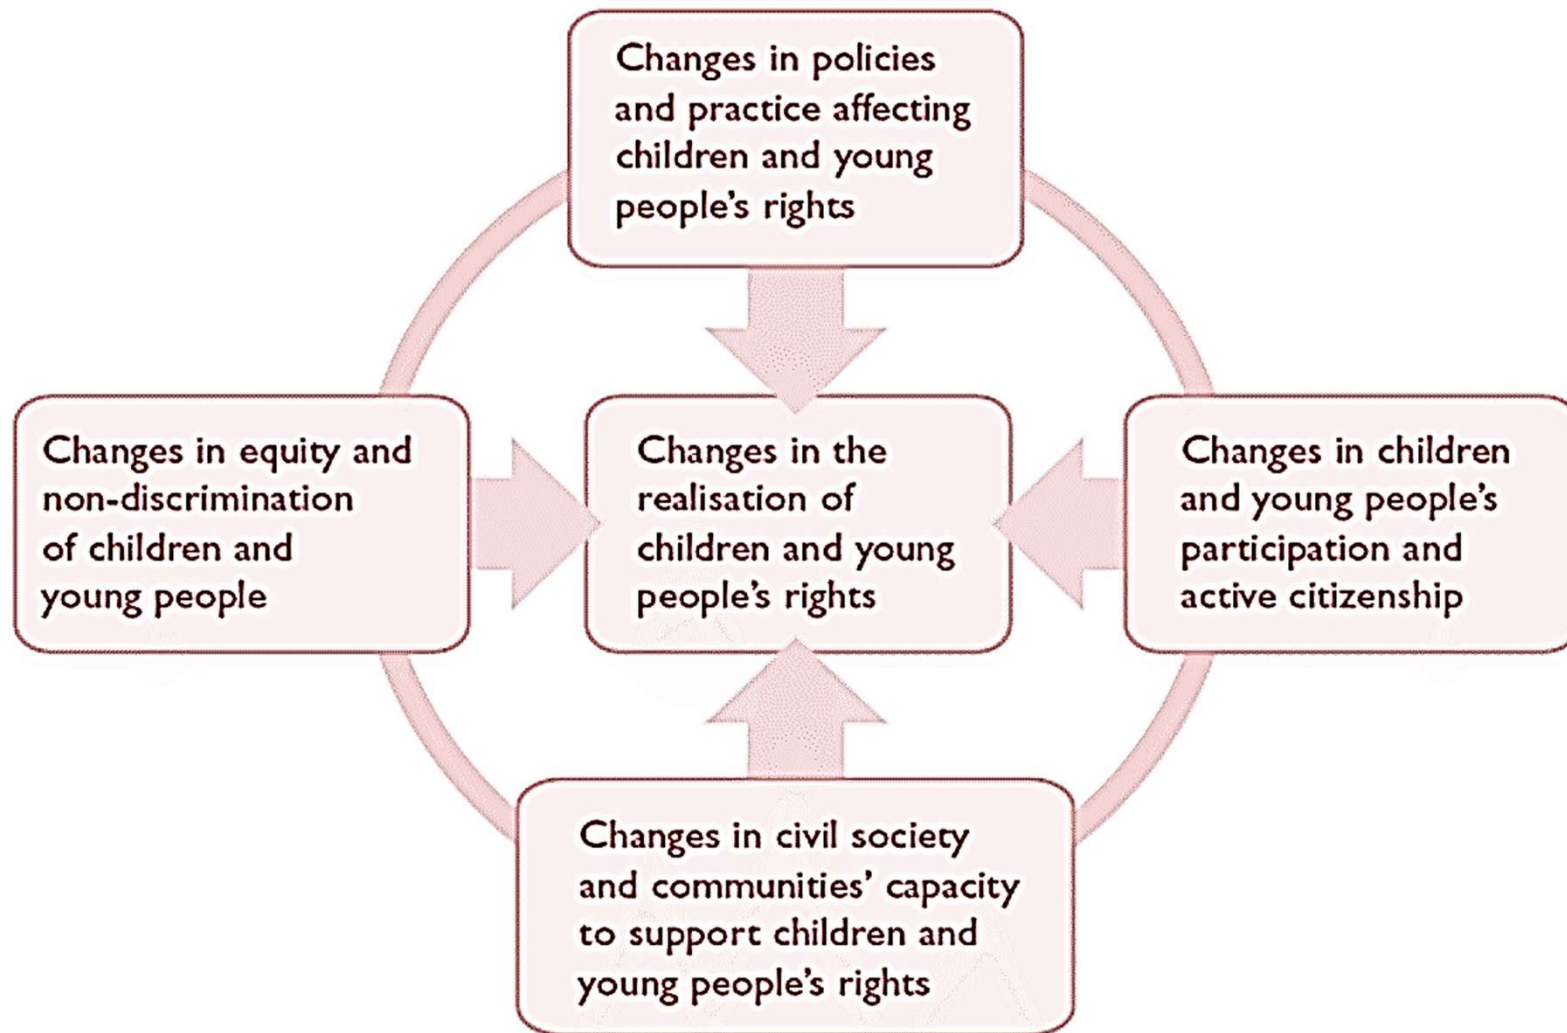 Changes in policies
and practice affecting
children and young
people's rights
Changes in equity and
non-discrimination
of children and
young people
Changes in the
realisation of
children and young
people's rights
Changes in children
and young people's
participation and
active citizenship
Changes in civil society
and communities' capacity
to support children and
young people's rights